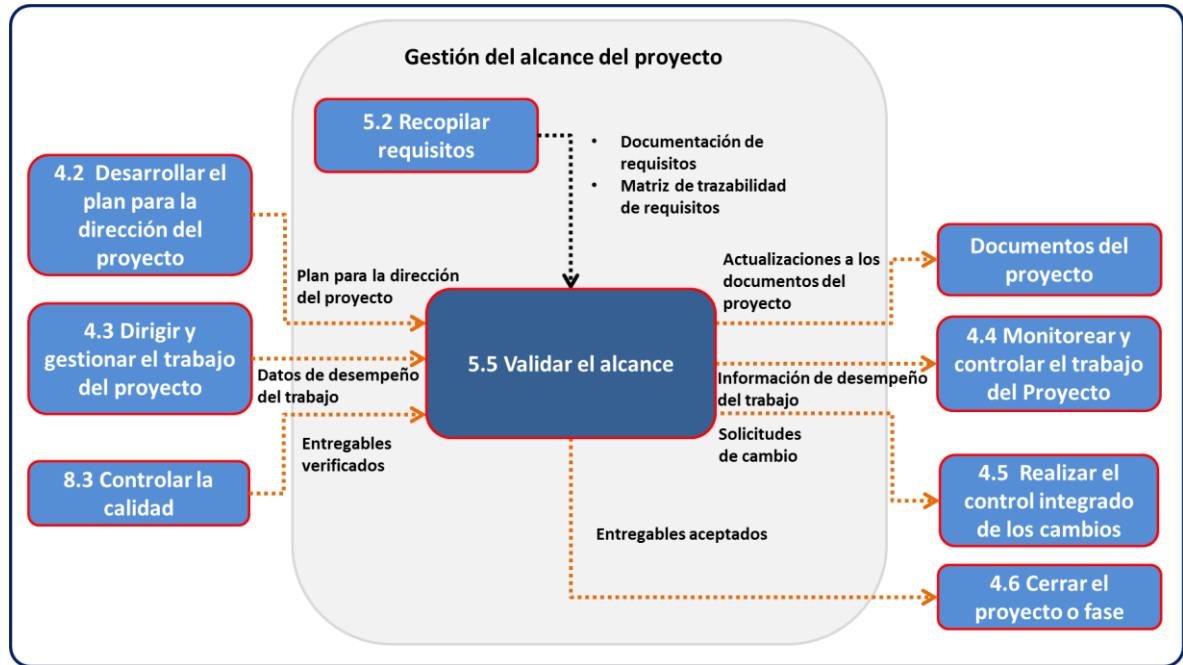 Gestión del alcance del proyecto
5.2 Recopilar
requisitos
• Documentación de
requisitos
• Matriz de trazabilidad
de requisitos
4.2 Desarrollar el
plan para la
dirección del
proyecto
Plan para la dirección
del proyecto
4.3 Dirigir y
gestionar el trabajo
del proyecto
Datos de desempeño
del trabajo
8.3 Controlar la
calidad
Entregables
verificados
5.5 Validar el alcance
Actualizaciones a los
documentos del
proyecto
Documentos del
proyecto
Información de desempeño
del trabajo
4.4 Monitorear y
controlar el trabajo
del Proyecto
Solicitudes
de cambio
4.5 Realizar el
control integrado
de los cambios
Entregables aceptados
4.6 Cerrar el
proyecto o fase